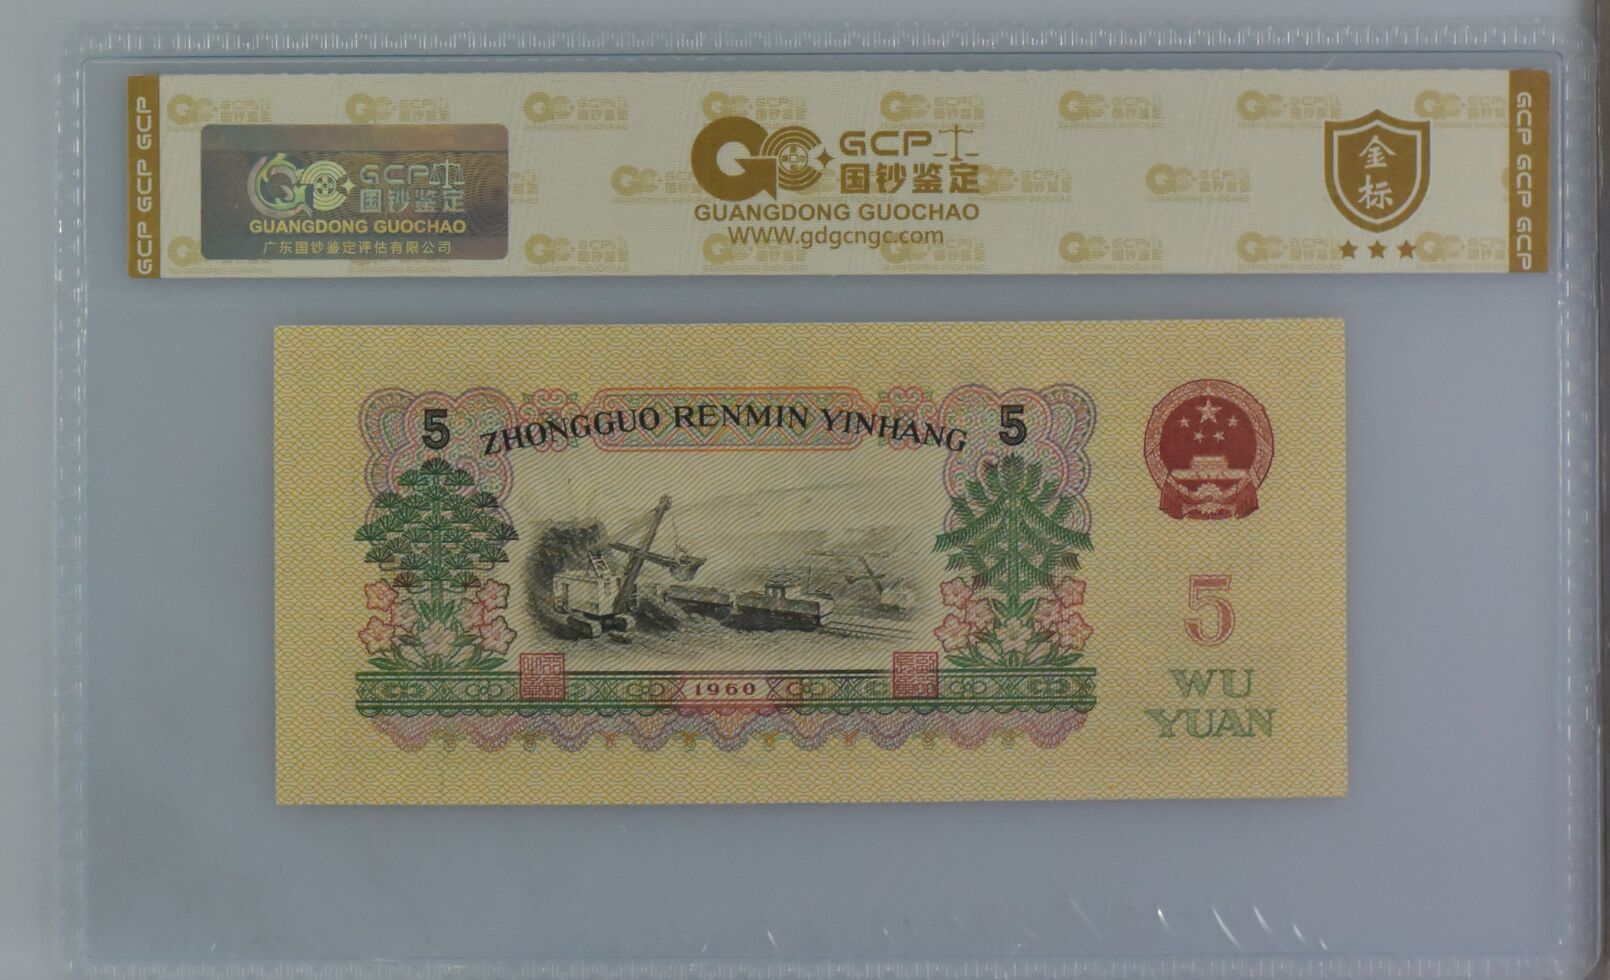 GCP GCP GCP
GCP
国钞鉴定
GUANGDONG GUOCHAO
广东国钞鉴定评估有限公司
GCP
国钞鉴定
GUANGDONG GUOCHAO
WWW.gdgcngc.com
金标
GCP GCP GCP GCP
5
ZHONGGUO RENMIN YINHANG
5
5
1960
WU
YUAN